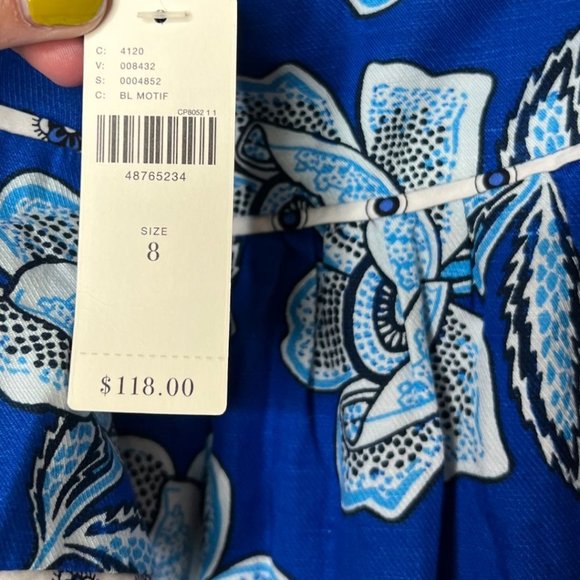 C: 4120
V: 008432
S: 0004852
C: BL MOTIF
CP8052 1 1
48765234
SIZE
8
$118.00